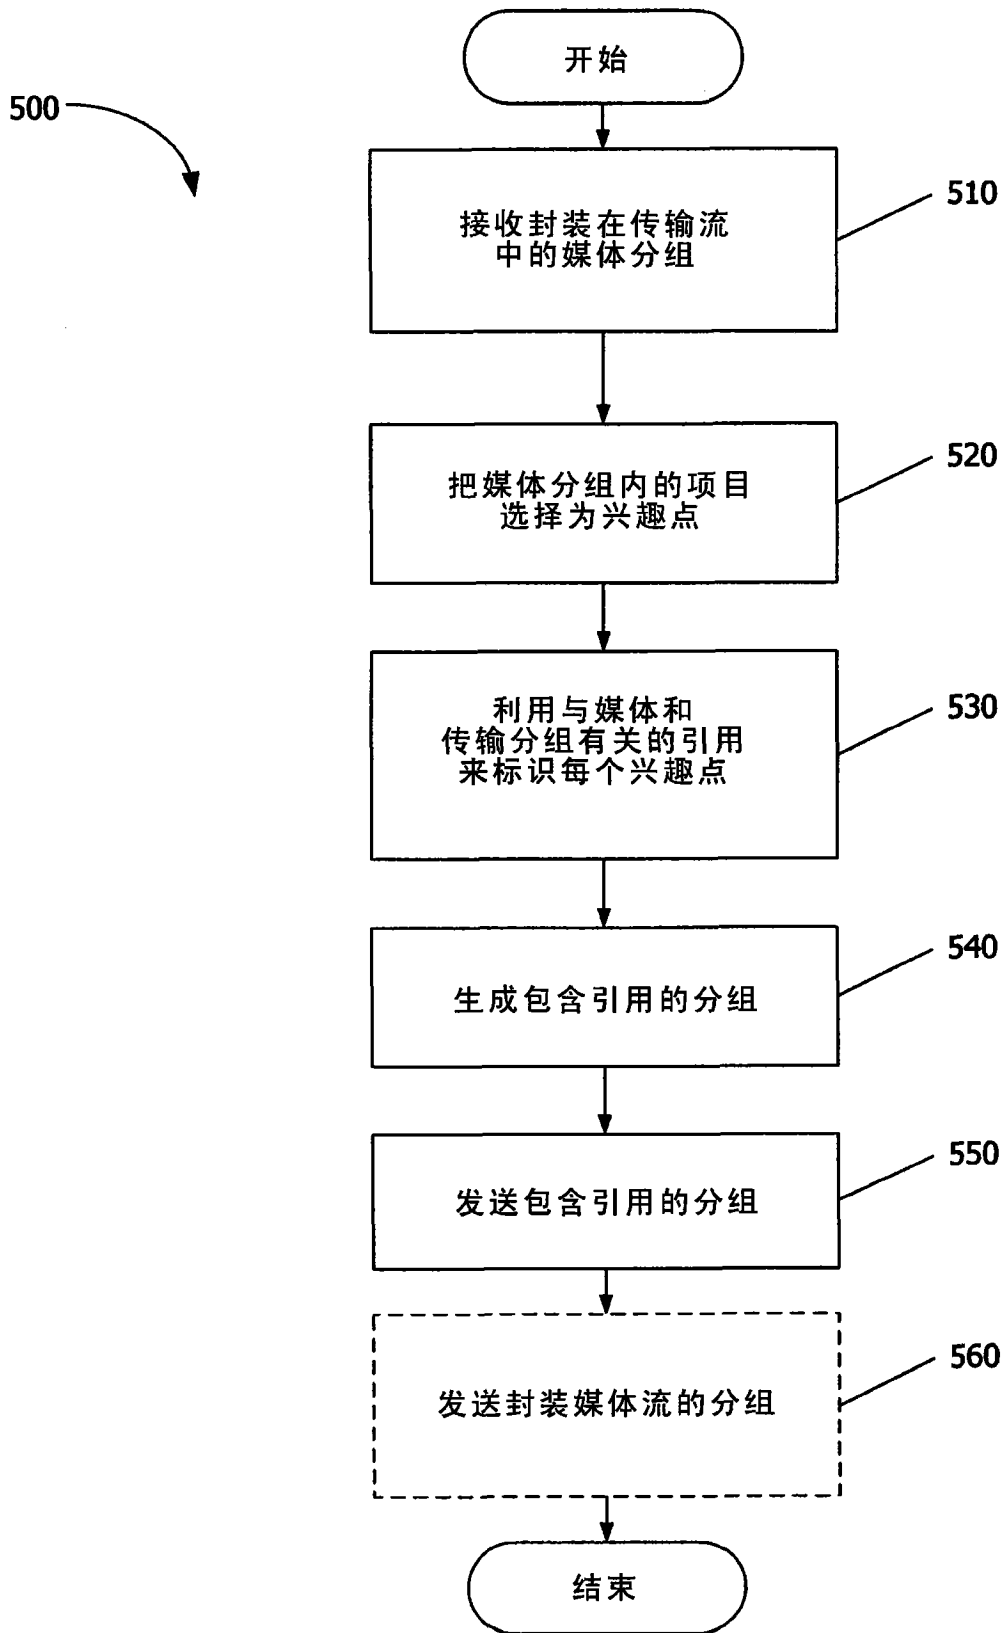 开始
500
510
接收封装在传输流
中的媒体分组
520
把媒体分组内的项目
选择为兴趣点
530
利用与媒体和
传输分组有关的引用
来标识每个兴趣点
540
生成包含引用的分组
550
发送包含引用的分组
560
发送封装媒体流的分组
结束